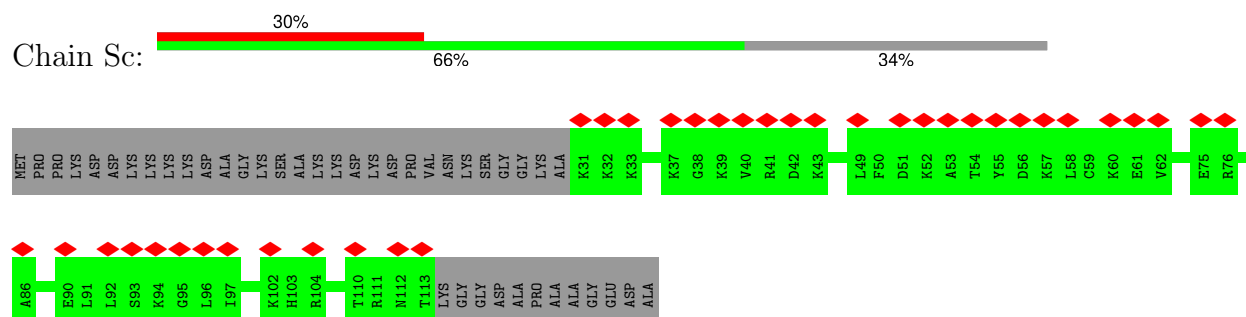 30%
Chain Sc:
66% 34%
MET PRO PRO LYS ASP ASP LYS LYS LYS LYS ASP ALA GLY LYS SER ALA LYS LYS ASP LYS ASP PRO VAL ASN LYS SER GLY GLY LYS ALA K31 K32 K33 K37 G38 K39 V40 R41 D42 K43 L49 F50 D51 K52 A53 T54 Y55 D56 K57 L58 C59 K60 E61 V62 E75 R76
A86 E90 L91 L92 S93 K94 G95 L96 I97 K102 H103 R104 T110 R111 N112 T113 LYS GLY GLY ASP ALA PRO ALA ALA GLY GLU ASP ALA